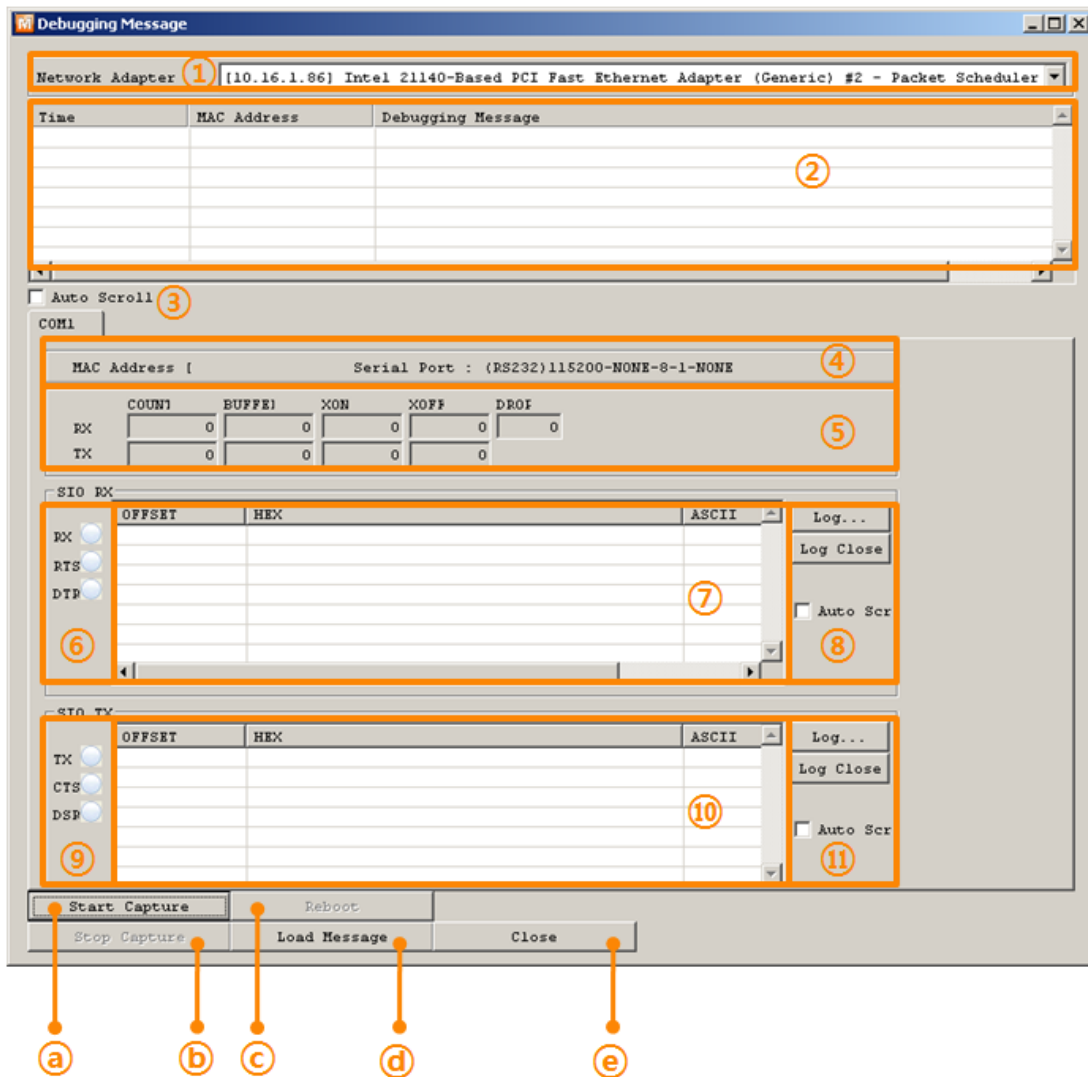 Debugging Message
Network Adapter ① [10.16.1.86] Intel 21140-Based PCI Fast Ethernet Adapter (Generic) #2 - Packet Scheduler
Time MAC Address Debugging Message
②
Auto Scroll ③
COM1
MAC Address [ Serial Port : (RS232)115200-NONE-8-1-NONE ④
COUNT BUFFE XON XOFF DROP
RX 0 0 0 0 0 ⑤
TX 0 0 0 0
SIO RX
OFFSET HEX ASCII Log...
RX
Log Close
RTS
DTR
⑦
Auto Scr
⑥ ⑧
SIO TX
OFFSET HEX ASCII Log...
TX
Log Close
CTS
DSR
⑩
Auto Scr
⑨ ⑪
Start Capture Reboot
Stop Capture Load Message Close
ⓐ ⓑ ⓒ ⓓ ⓔ